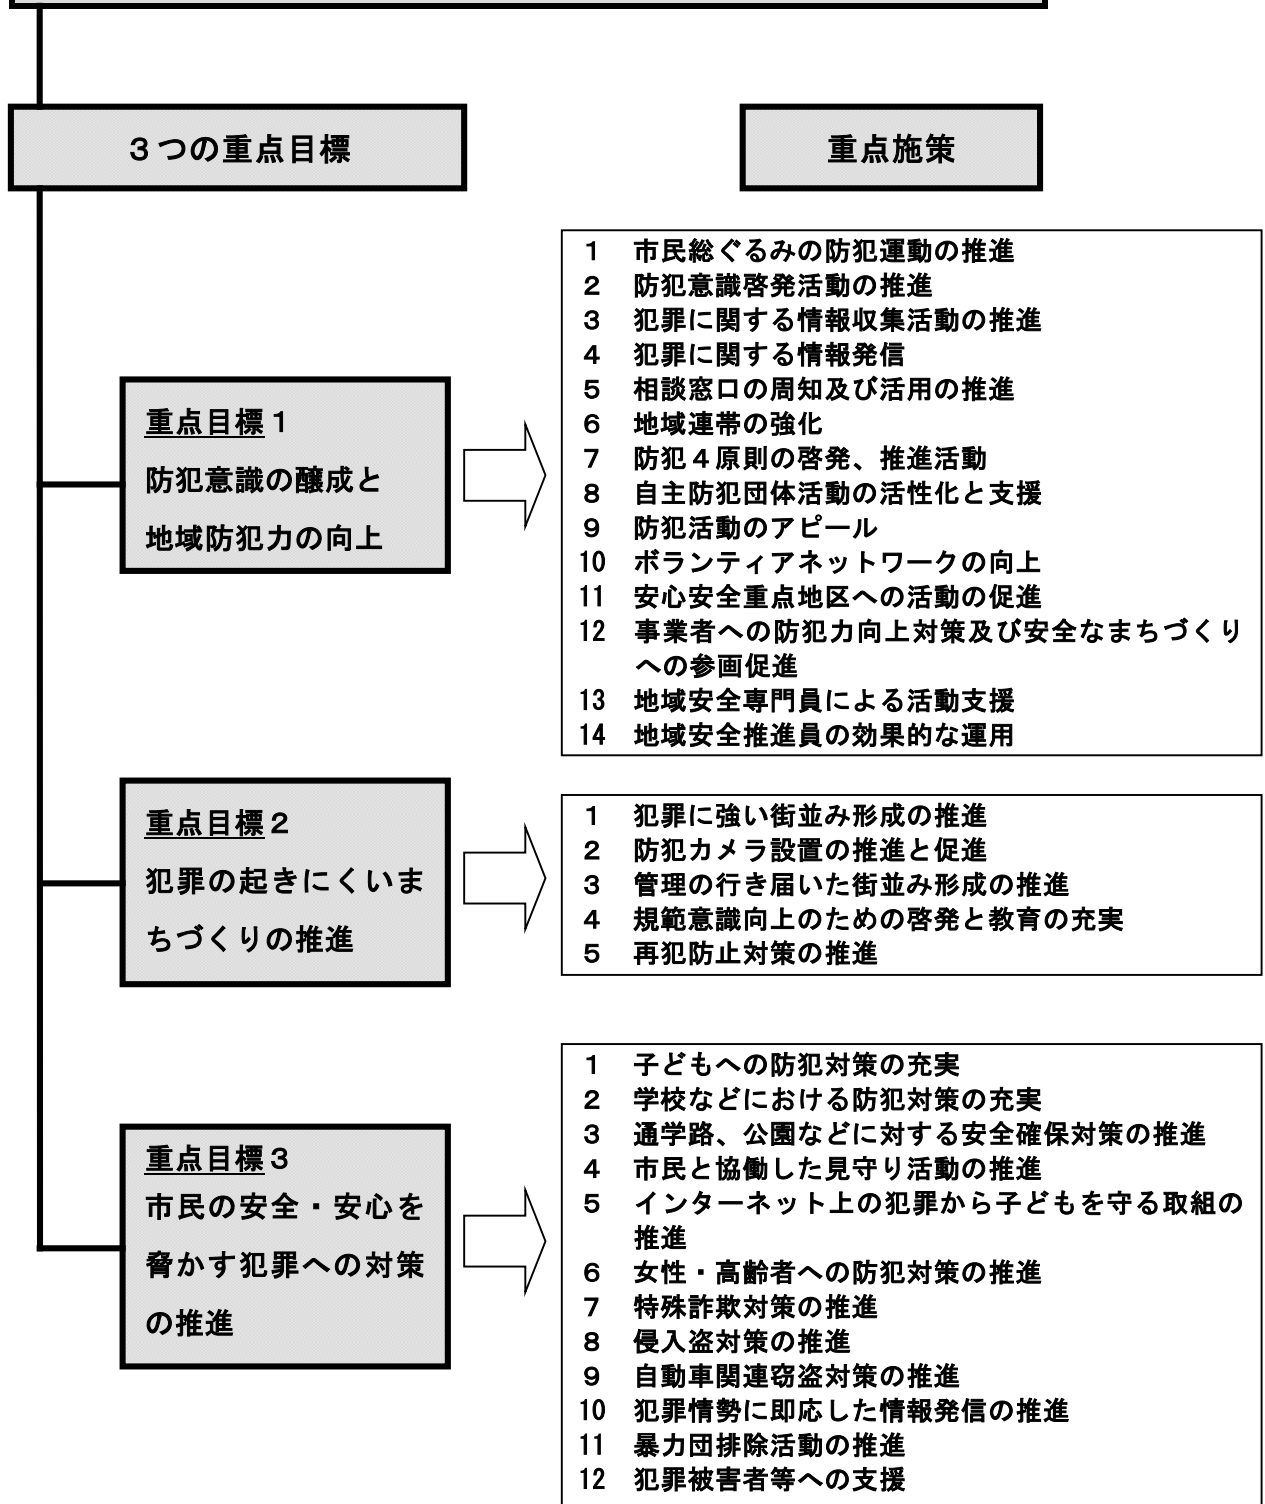 ３つの重点目標
重点施策
重点目標１
防犯意識の醸成と
地域防犯力の向上
1 市民総ぐるみの防犯運動の推進
2 防犯意識啓発活動の推進
3 犯罪に関する情報収集活動の推進
4 犯罪に関する情報発信
5 相談窓口の周知及び活用の推進
6 地域連帯の強化
7 防犯４原則の啓発、推進活動
8 自主防犯団体活動の活性化と支援
9 防犯活動のアピール
10 ボランティアネットワークの向上
11 安心安全重点地区への活動の促進
12 事業者への防犯力向上対策及び安全なまちづくり
への参画促進
13 地域安全専門員による活動支援
14 地域安全推進員の効果的な運用
重点目標２
犯罪の起きにくいま
ちづくりの推進
1 犯罪に強い街並み形成の推進
2 防犯カメラ設置の推進と促進
3 管理の行き届いた街並み形成の推進
4 規範意識向上のための啓発と教育の充実
5 再犯防止対策の推進
重点目標３
市民の安全・安心を
脅かす犯罪への対策
の推進
1 子どもへの防犯対策の充実
2 学校などにおける防犯対策の充実
3 通学路、公園などに対する安全確保対策の推進
4 市民と協働した見守り活動の推進
5 インターネット上の犯罪から子どもを守る取組の
推進
6 女性・高齢者への防犯対策の推進
7 特殊詐欺対策の推進
8 侵入盗対策の推進
9 自動車関連窃盗対策の推進
10 犯罪情勢に即応した情報発信の推進
11 暴力団排除活動の推進
12 犯罪被害者等への支援